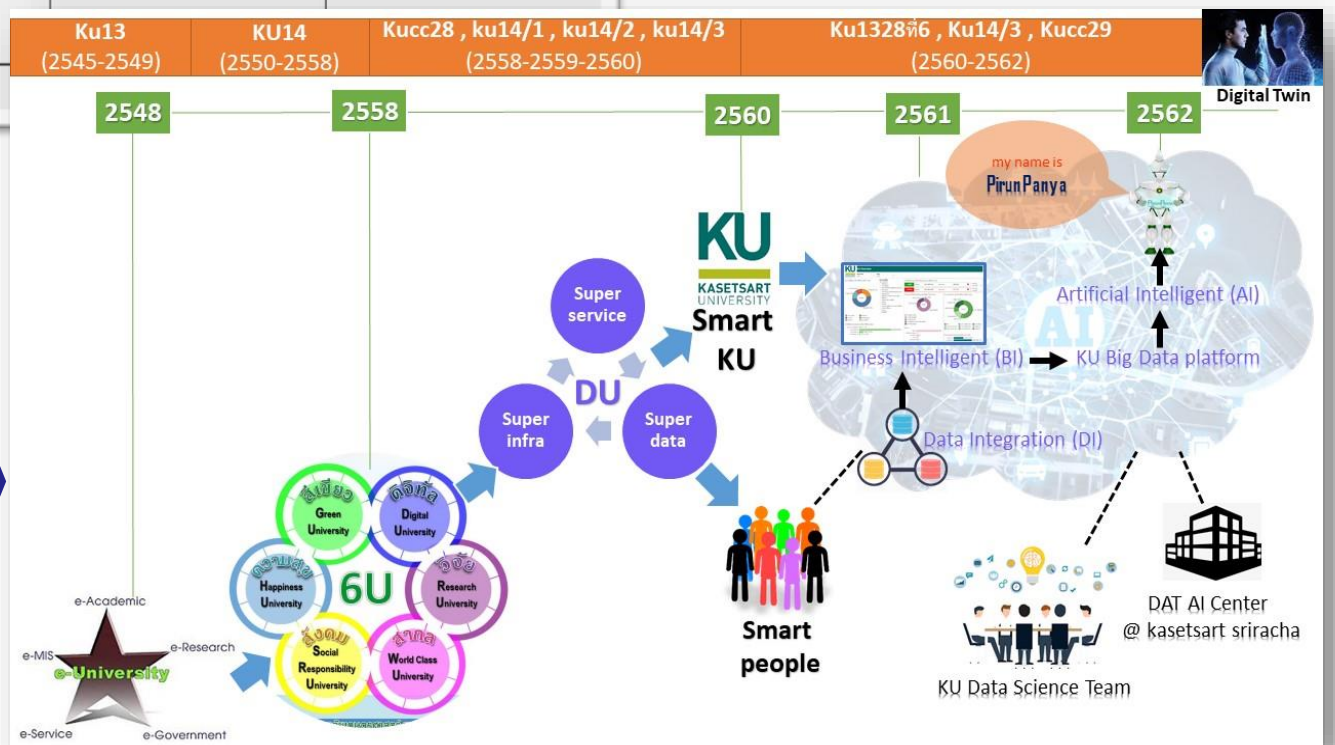 Ku13
(2545-2549)
KU14
(2550-2558)
Kucc28 , ku14/1 , ku14/2 , ku14/3
(2558-2559-2560)
Ku1328ที่6 , Ku14/3 , Kucc29
(2560-2562)
Digital Twin
2548
2558
2560
2561
2562
my name is
PirunPanya
KU
KASETSART
UNIVERSITY
Smart
KU
Super
service
DU
Super
infra
Super
data
AI
Artificial Intelligent (AI)
Business Intelligent (BI)
KU Big Data platform
Data Integration (DI)
สีเขียว
Green
University
ดิจิทัล
Digital
University
ความสุข
Happiness
University
6U
วิจัย
Research
University
สังคม
Social
Responsibility
University
สากล
World Class
University
e-Academic
e-MIS
e-Research
e-University
e-Service
e-Government
Smart
people
KU Data Science Team
DAT AI Center
@ kasetsart sriracha